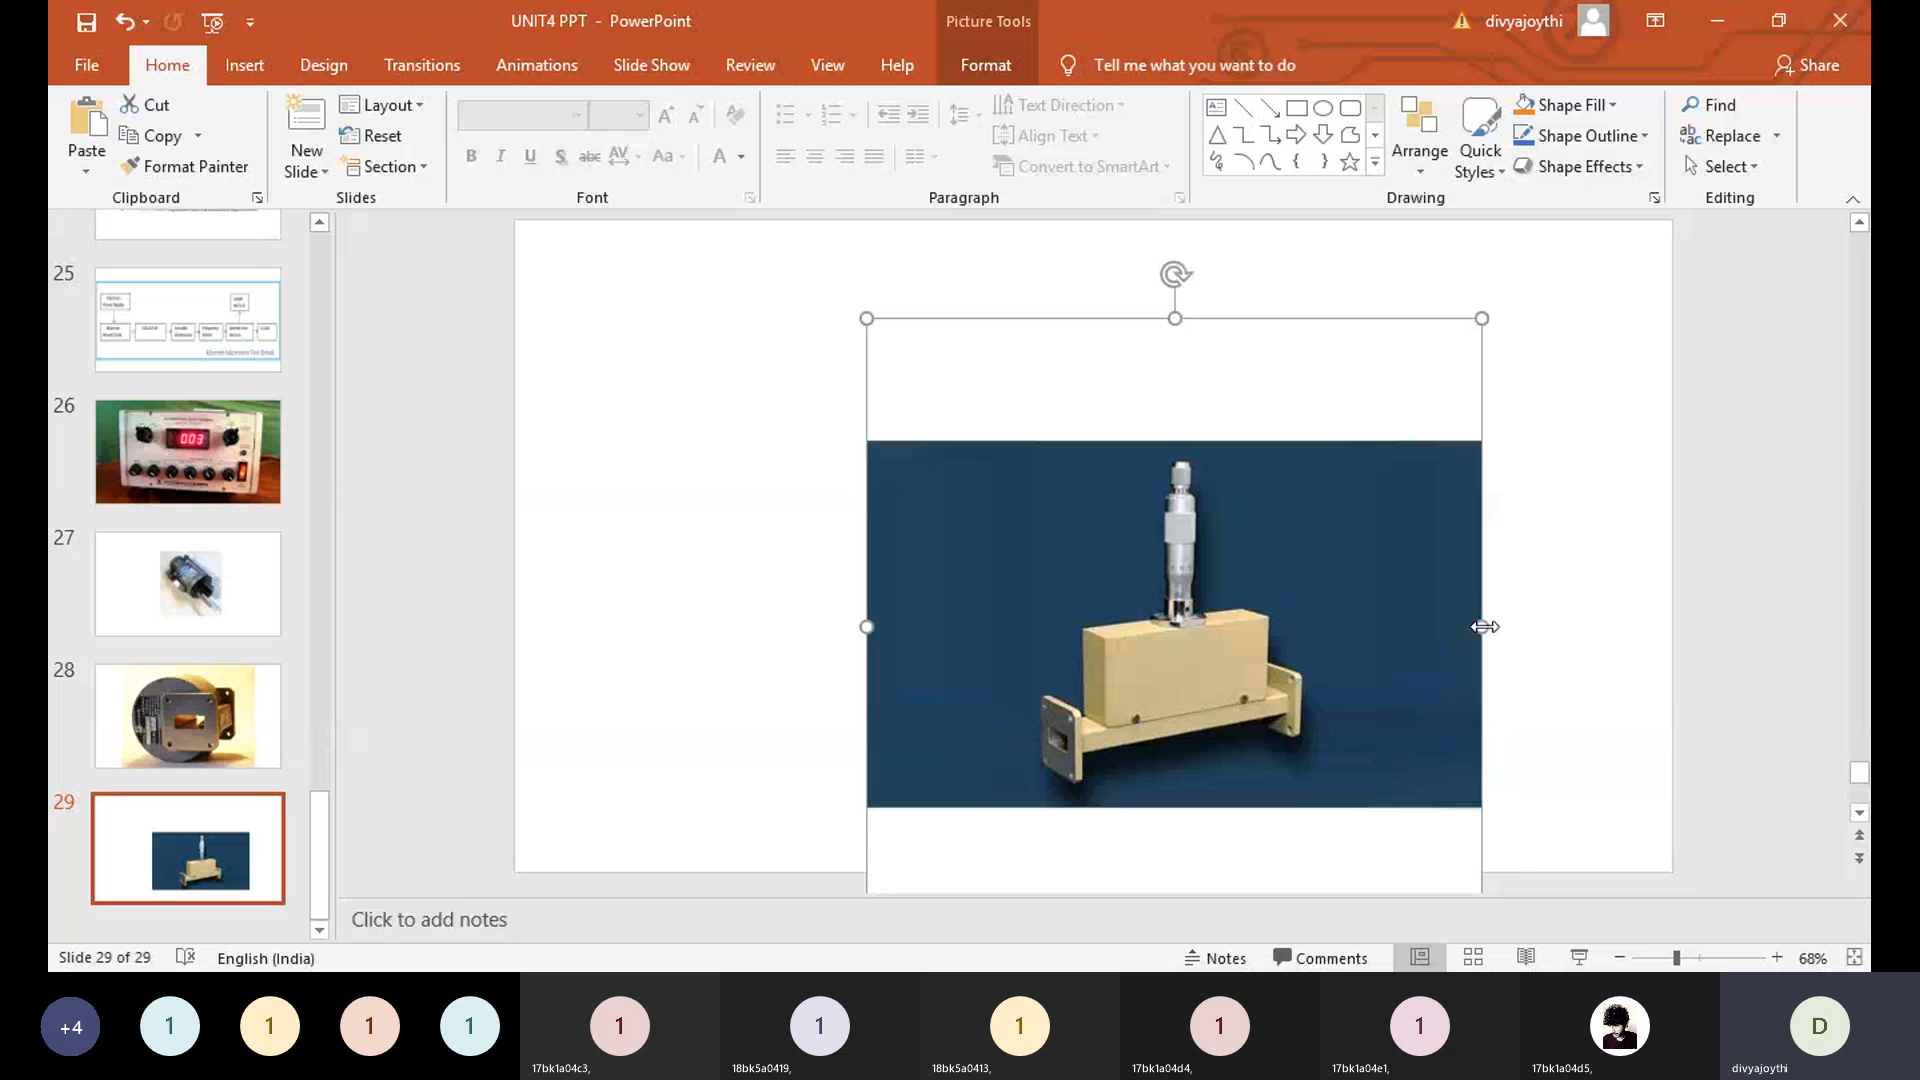 UNIT4 PPT - PowerPoint
Picture Tools
divyajoythi
File
Home
Insert
Design
Transitions
Animations
Slide Show
Review
View
Help
Format
Tell me what you want to do
Share
Paste
Cut
Copy
Format Painter
Clipboard
New
Slide
Layout
Reset
Section
Slides
B I U S abc AV Aa A
Font
Text Direction
Align Text
Convert to SmartArt
Paragraph
Arrange
Quick
Styles
Shape Fill
Shape Outline
Shape Effects
Drawing
Find
Replace
Select
Editing
25
26
003
27
28
29
Click to add notes
Slide 29 of 29
English (India)
Notes
Comments
68%
+4
1
1
1
1
1
17bk1a04c3,
1
18bk5a0419,
1
18bk5a0413,
1
17bk1a04d4,
1
17bk1a04e1,
17bk1a04d5,
D
divyajoythi